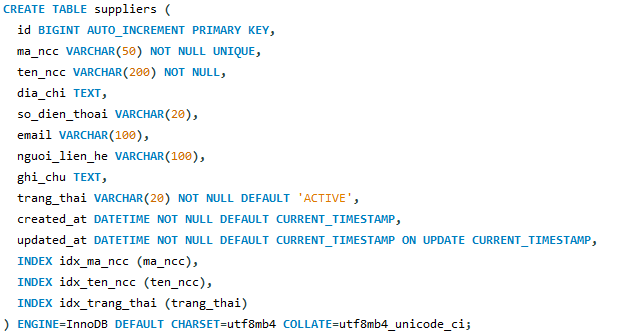 CREATE TABLE suppliers (
  id BIGINT AUTO_INCREMENT PRIMARY KEY,
  ma_ncc VARCHAR(50) NOT NULL UNIQUE,
  ten_ncc VARCHAR(200) NOT NULL,
  dia_chi TEXT,
  so_dien_thoai VARCHAR(20),
  email VARCHAR(100),
  nguoi_lien_he VARCHAR(100),
  ghi_chu TEXT,
  trang_thai VARCHAR(20) NOT NULL DEFAULT 'ACTIVE',
  created_at DATETIME NOT NULL DEFAULT CURRENT_TIMESTAMP,
  updated_at DATETIME NOT NULL DEFAULT CURRENT_TIMESTAMP ON UPDATE CURRENT_TIMESTAMP,
  INDEX idx_ma_ncc (ma_ncc),
  INDEX idx_ten_ncc (ten_ncc),
  INDEX idx_trang_thai (trang_thai)
) ENGINE=InnoDB DEFAULT CHARSET=utf8mb4 COLLATE=utf8mb4_unicode_ci;